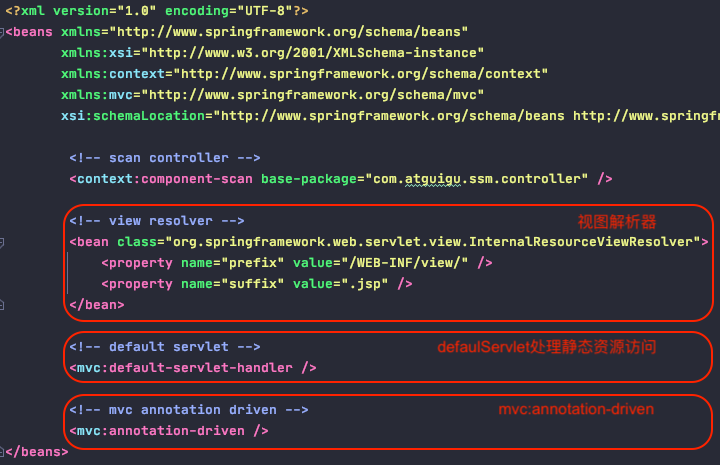 <?xml version="1.0" encoding="UTF-8"?>
<beans xmlns="http://www.springframework.org/schema/beans"
xmlns:xsi="http://www.w3.org/2001/XMLSchema-instance"
xmlns:context="http://www.springframework.org/schema/context"
xmlns:mvc="http://www.springframework.org/schema/mvc"
xsi:schemaLocation="http://www.springframework.org/schema/beans http://www.springf
<!-- scan controller -->
<context:component-scan base-package="com.atguigu.ssm.controller" />
<!-- view resolver --> 视图解析器
<bean class="org.springframework.web.servlet.view.InternalResourceViewResolver">
<property name="prefix" value="/WEB-INF/view/" />
<property name="suffix" value=".jsp" />
</bean>
<!-- default servlet --> defaulServlet处理静态资源访问
<mvc:default-servlet-handler />
<!-- mvc annotation driven --> mvc:annotation-driven
<mvc:annotation-driven />
</beans>